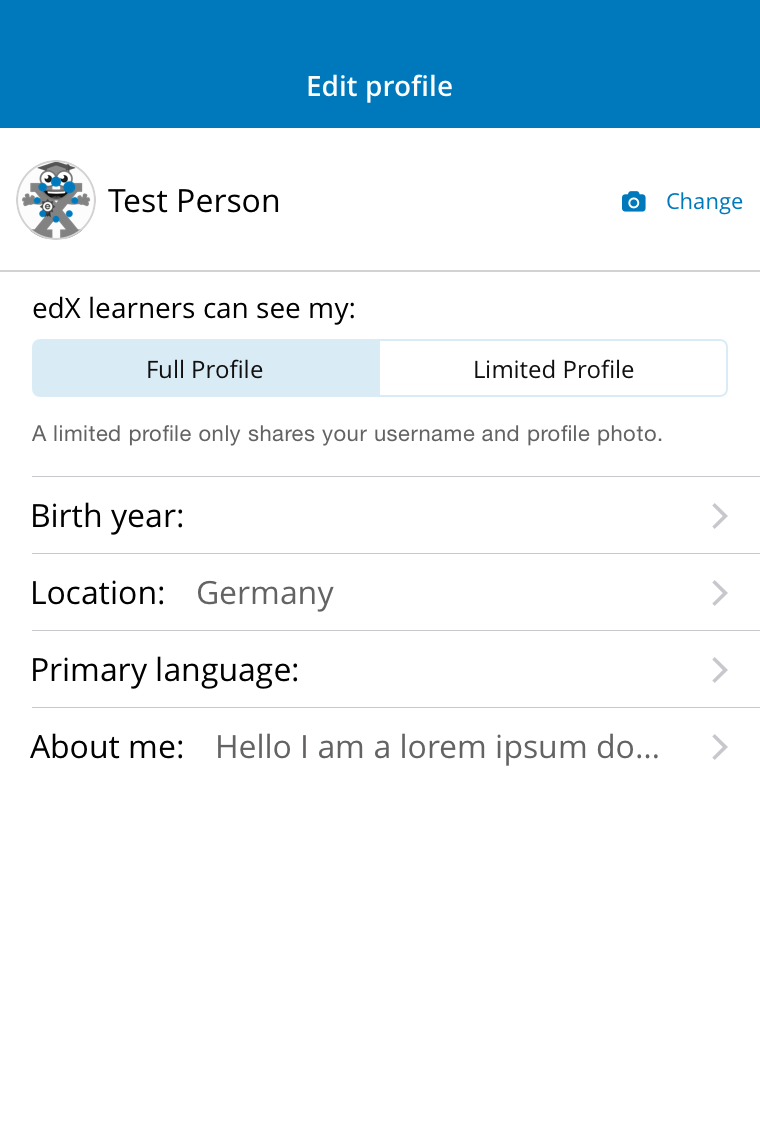 Edit profile
Test Person
Change
edX learners can see my:
Full Profile
Limited Profile
A limited profile only shares your username and profile photo.
Birth year:
Location: Germany
Primary language:
About me: Hello I am a lorem ipsum do...